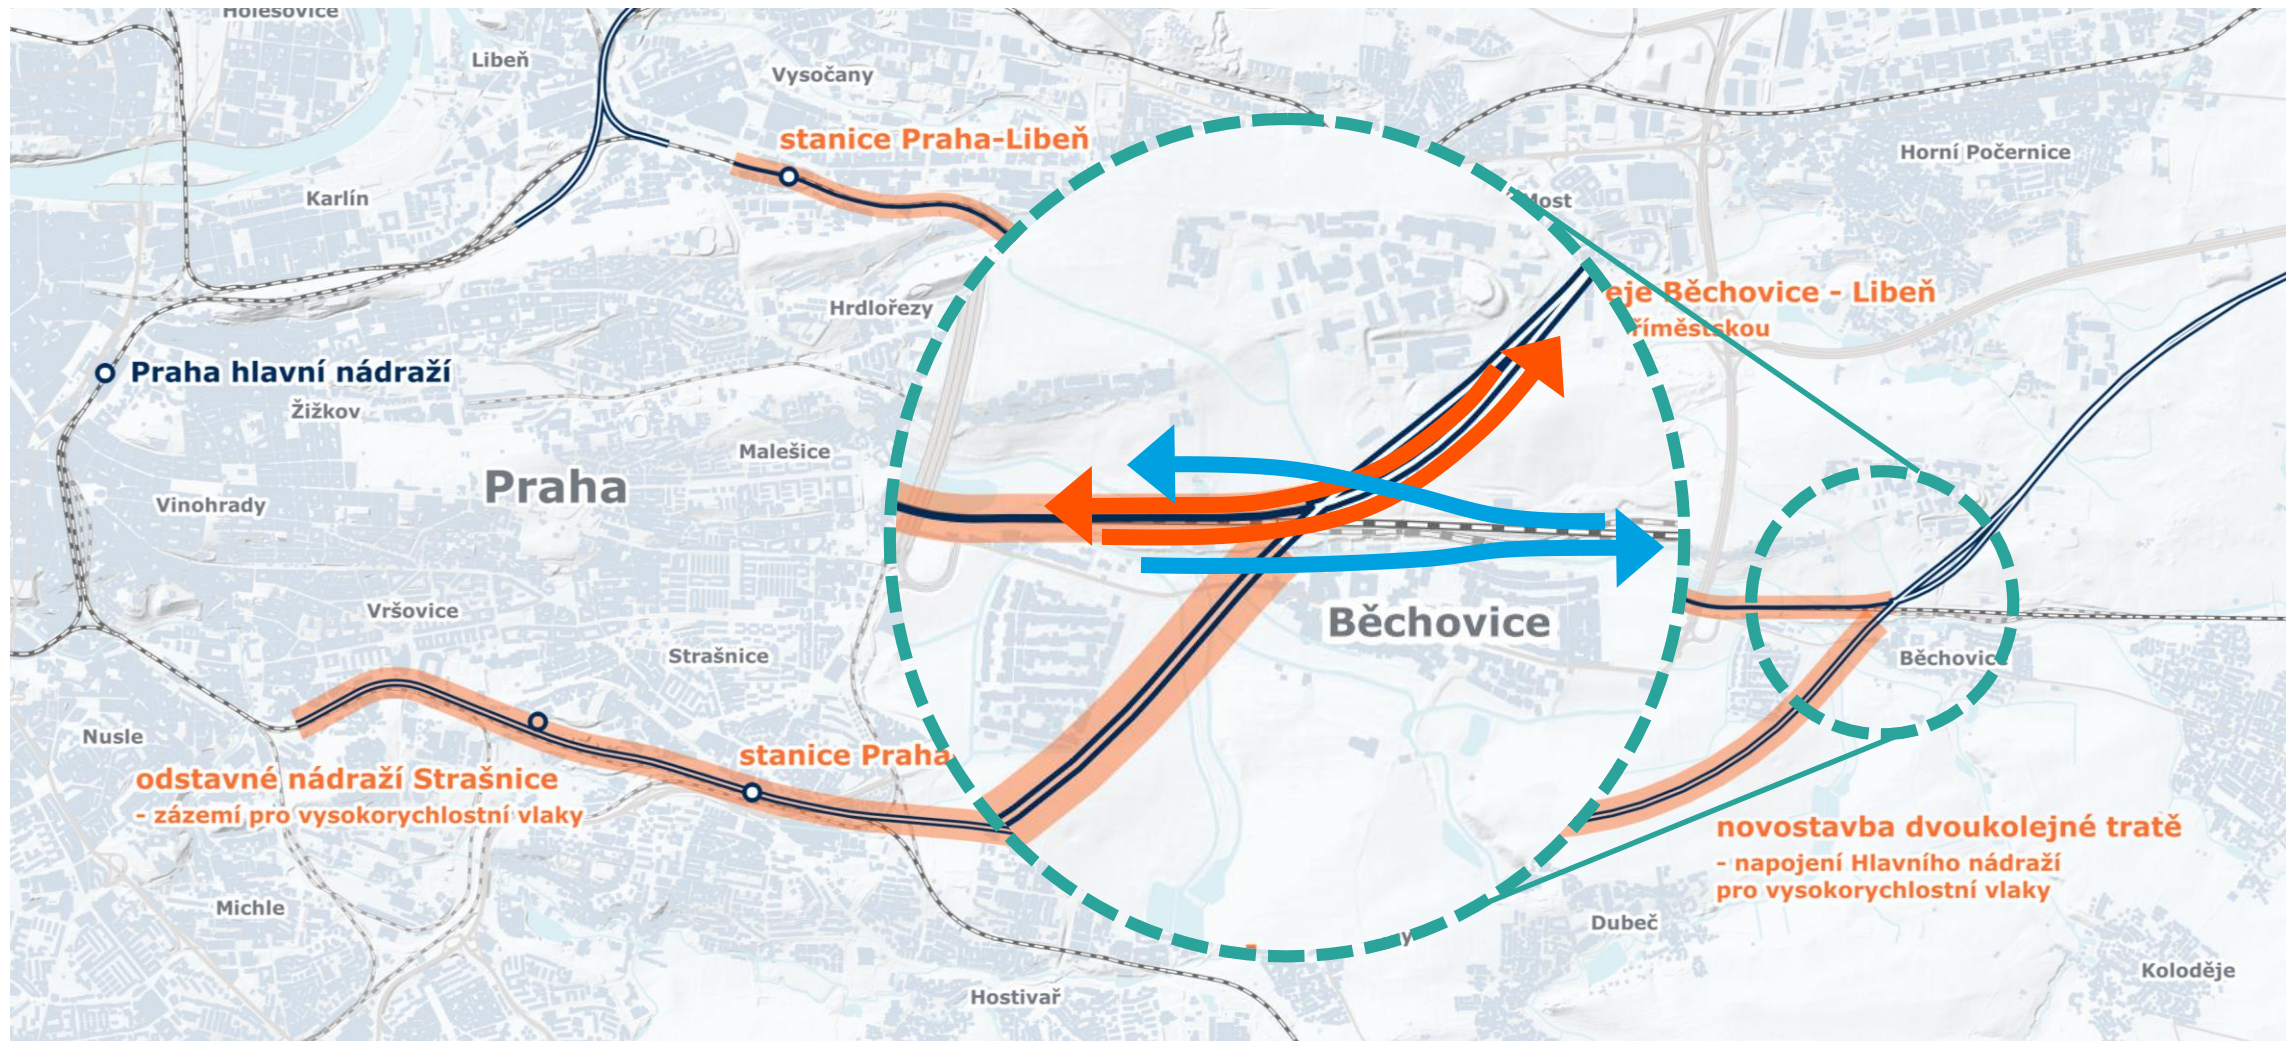 Holešovice
Libeň
Vysočany
stanice Praha-Libeň
Horní Počernice
Karlín
Most
eje Běchovice - Libeň
Hrdlořezy
říměstskou
Praha hlavní nádraží
Žižkov
Malešice
Praha
Vinohrady
Vršovice
Běchovice
Strašnice
Běchovic
Nusle
stanice Praha
odstavné nádraží Strašnice
- zázemí pro vysokorychlostní vlaky
novostavba dvoukolejné tratě
- napojení Hlavního nádraží
pro vysokorychlostní vlaky
Michle
Dubeč
y
Koloděje
Hostivař